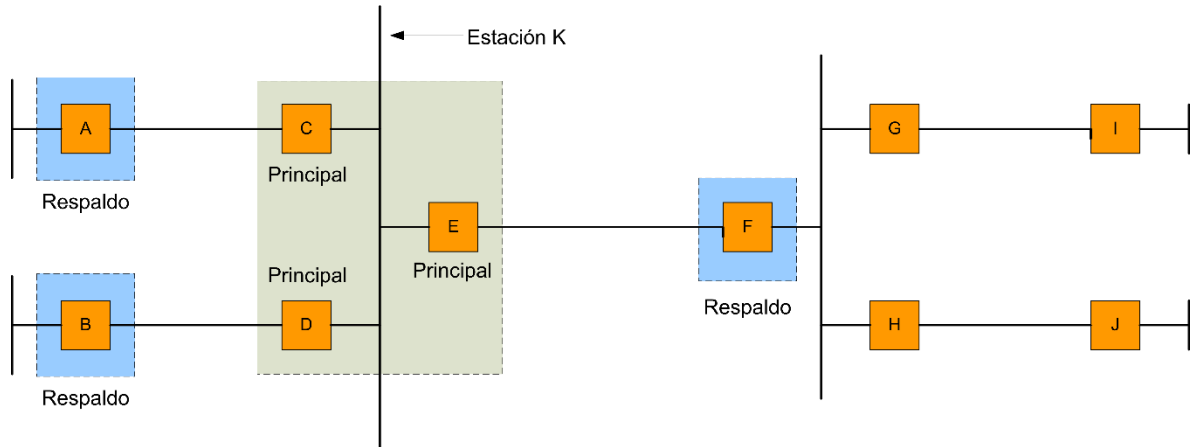 Estación K
A
C
G
I
Principal
Respaldo
E
F
Principal
Principal
Respaldo
B
D
H
J
Respaldo